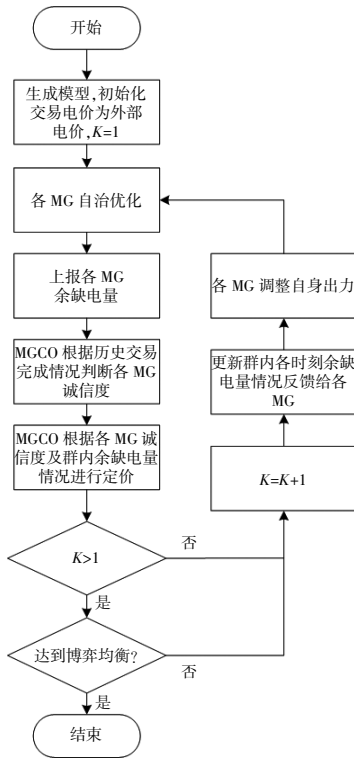 开始
生成模型,初始化
交易电价为外部
电价,K=1
各 MG 自治优化
上报各 MG
余缺电量
MGCO 根据历史交易
完成情况判断各 MG
诚信度
MGCO 根据各 MG 诚
信度及群内余缺电量
情况进行定价
K>1
否
是
达到博弈均衡?
否
是
结束
各 MG 调整自身出力
更新群内各时刻余缺
电量情况反馈给各
MG
K=K+1